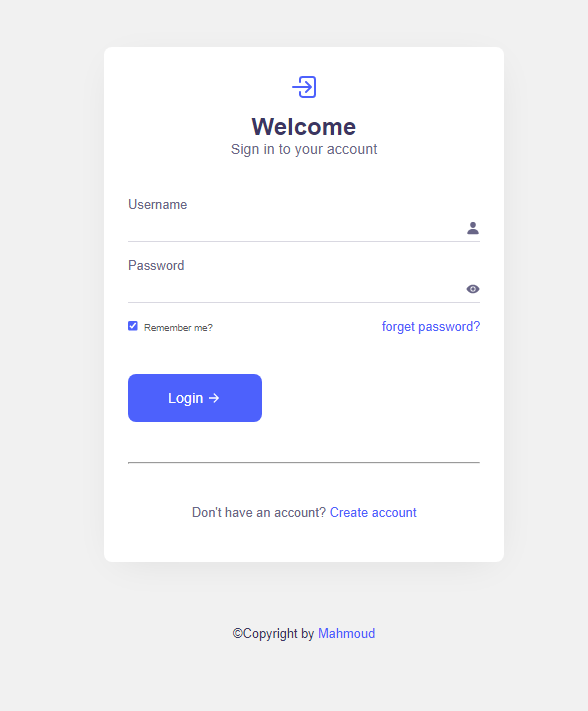 Welcome
Sign in to your account
Username
Password
Remember me?
forget password?
Login →
Don't have an account? Create account
©Copyright by Mahmoud